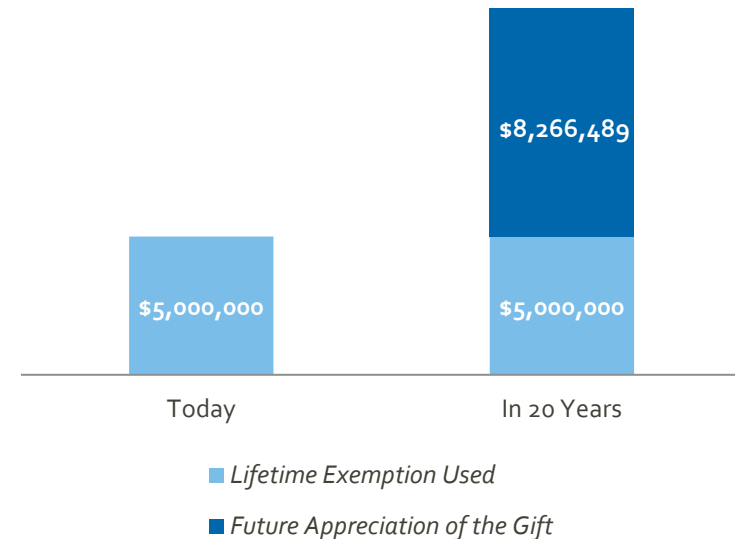 $8,266,489
$5,000,000
$5,000,000
Today
In 20 Years
Lifetime Exemption Used
Future Appreciation of the Gift